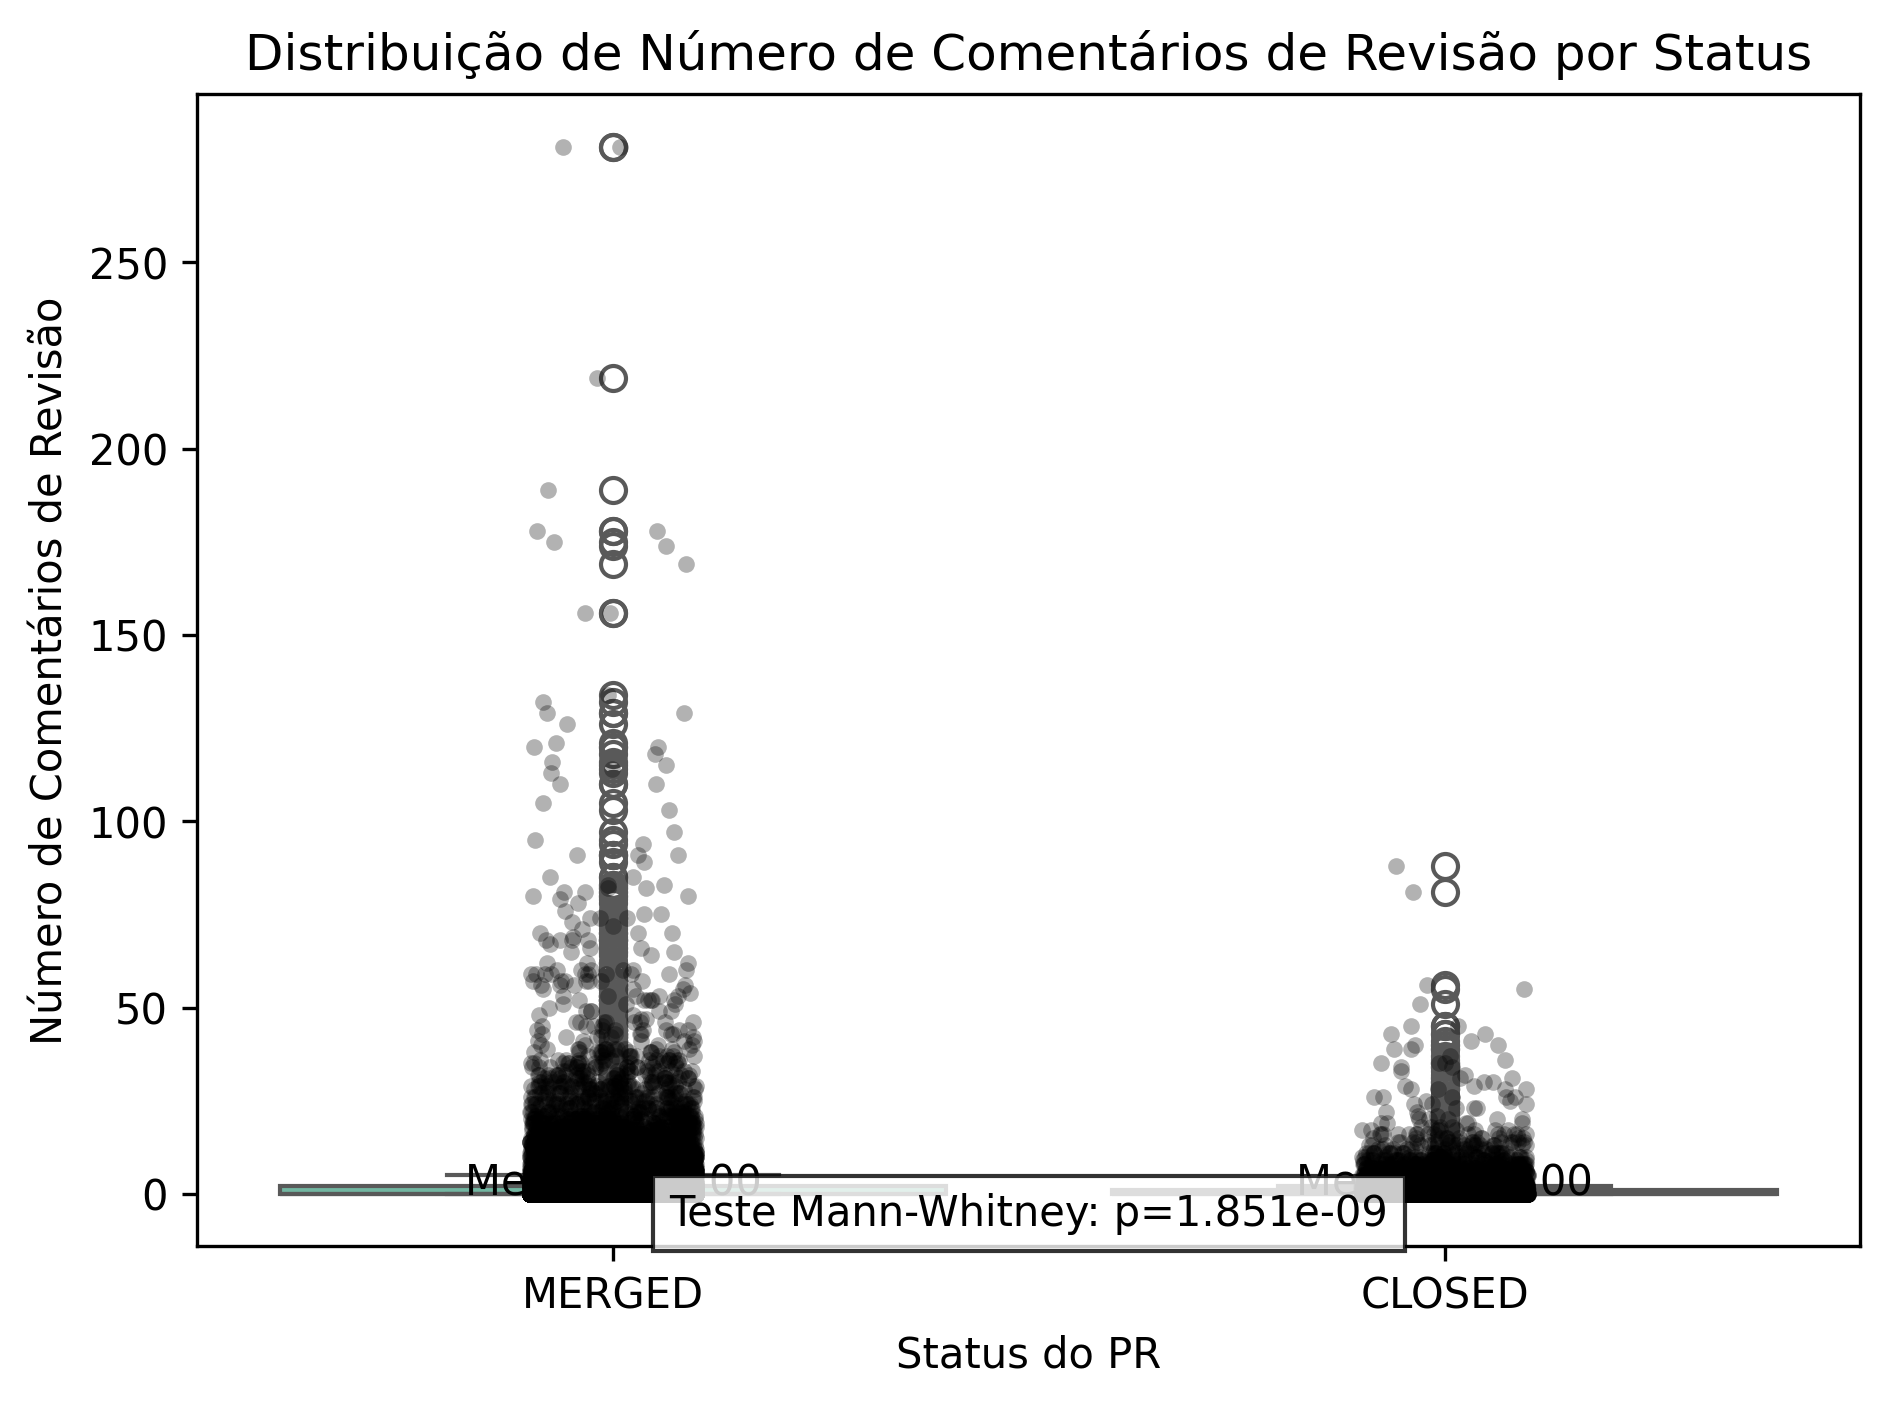 Distribuição de Número de Comentários de Revisão por Status
Número de Comentários de Revisão
250
200
150
100
50
0
Teste Mann-Whitney: p=1.851e-09
MERGED
CLOSED
Status do PR